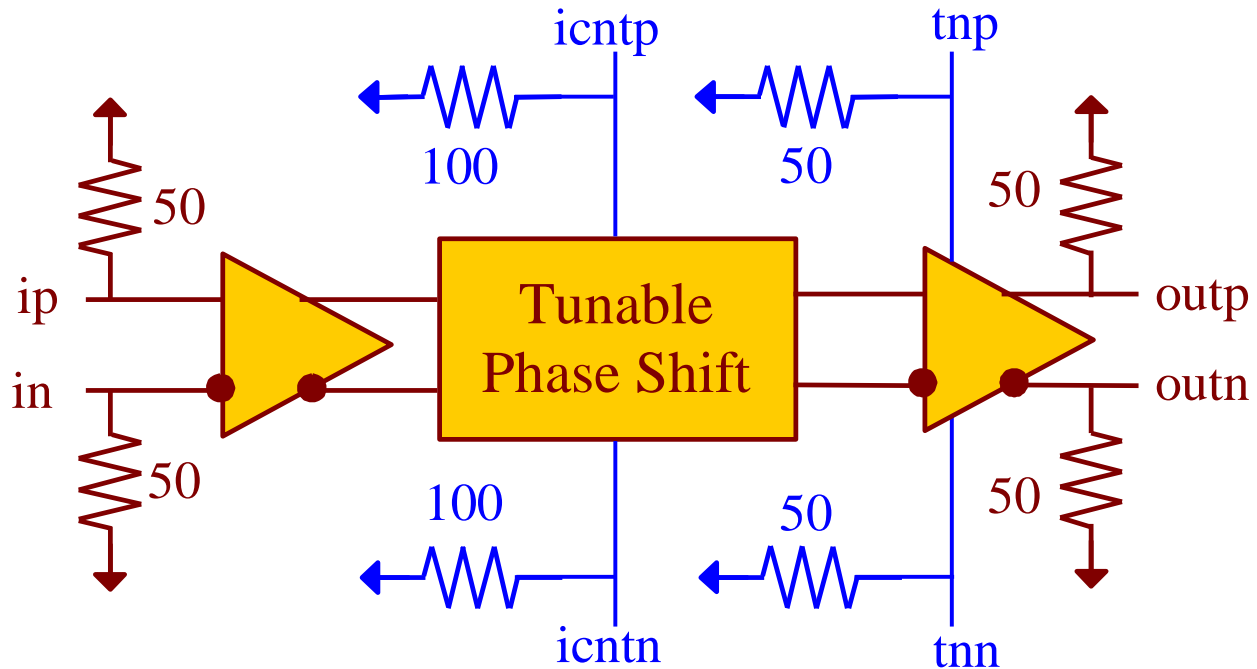 icntp
tnp
100
50
50
50
ip
Tunable
Phase Shift
outp
in
outn
50
100
50
50
icntn
tnn